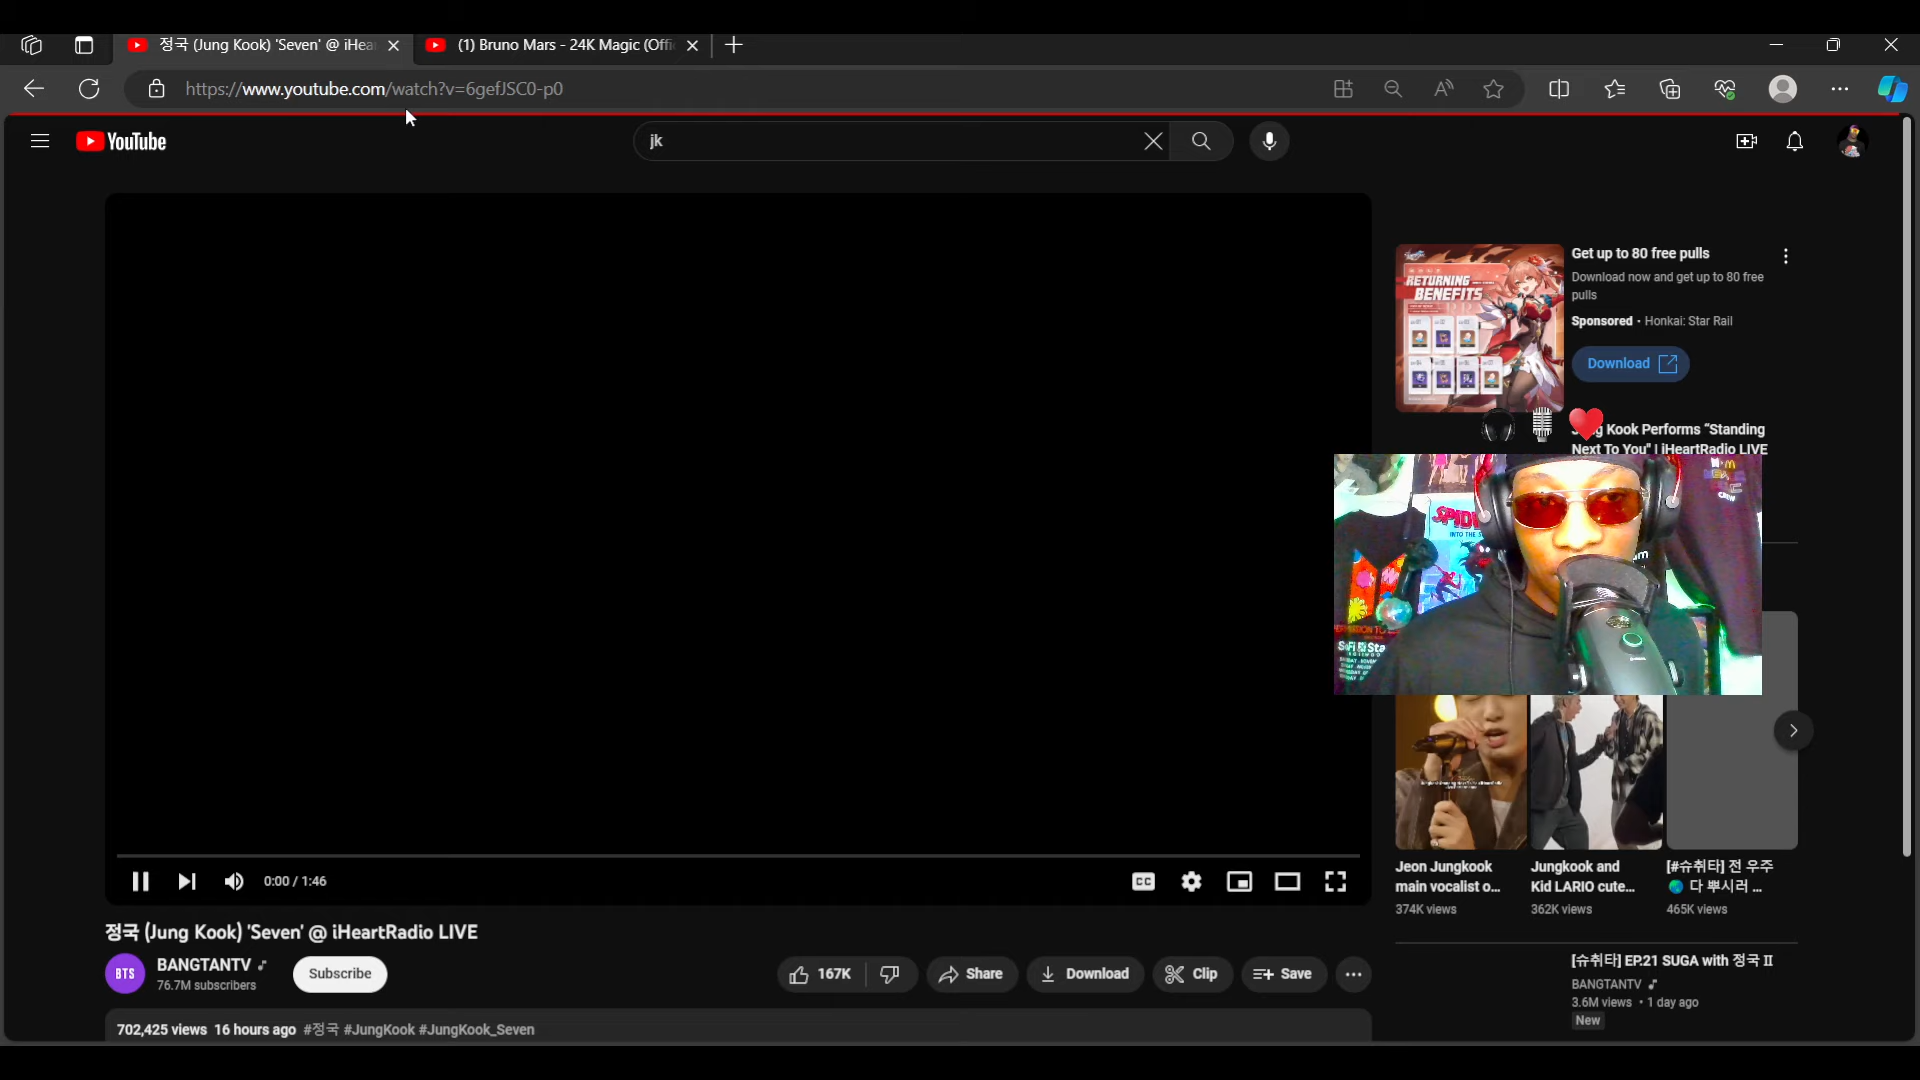 정국 (Jung Kook) 'Seven' @ iHea
(1) Bruno Mars - 24K Magic (Offi
https://www.youtube.com/watch?v=6gefJSC0-p0
YouTube
jk
Get up to 80 free pulls
Download now and get up to 80 free
pulls
Sponsored · Honkai: Star Rail
Download
RETURNING
BENEFITS
Kook Performs “Standing
Next To You” | iHeartRadio LIVE
SPID
INTO THE S
CC
0:00 / 1:46
Jeon Jungkook
main vocalist o...
374K views
Jungkook and
Kid LARIO cute...
362K views
[#슈취타] 전 우주
🌏 다 뿌시러 ...
465K views
정국 (Jung Kook) 'Seven' @ iHeartRadio LIVE
BTS
BANGTANTV
76.7M subscribers
Subscribe
167K
Share
Download
Clip
Save
702,425 views 16 hours ago #정국 #JungKook #JungKook_Seven
[슈취타] EP.21 SUGA with 정국 II
BANGTANTV
3.6M views • 1 day ago
New